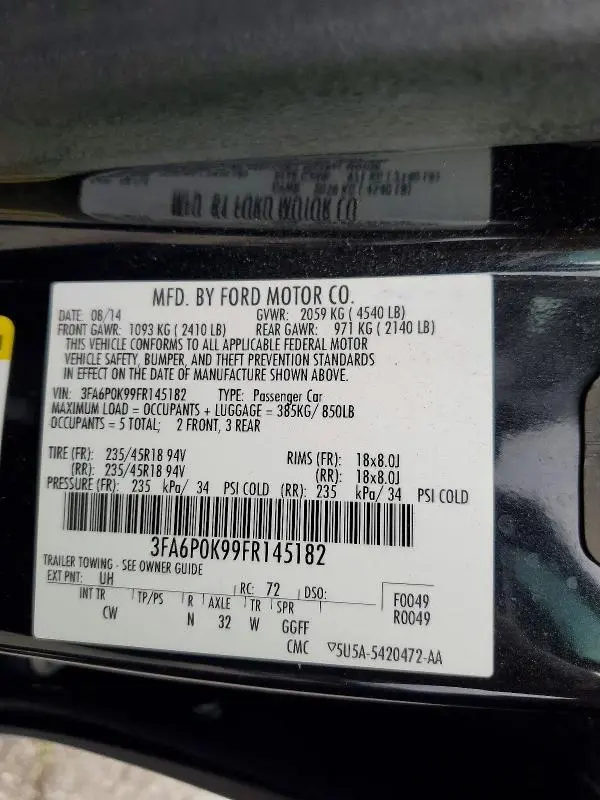 MFD. BY FORD MOTOR CO.
MFD. BY FORD MOTOR CO.
DATE: 08/14 GVWR: 2059 KG ( 4540 LB)
FRONT GAWR: 1093 KG ( 2410 LB) REAR GAWR: 971 KG ( 2140 LB)
THIS VEHICLE CONFORMS TO ALL APPLICABLE FEDERAL MOTOR
VEHICLE SAFETY, BUMPER, AND THEFT PREVENTION STANDARDS
IN EFFECT ON THE DATE OF MANUFACTURE SHOWN ABOVE.
VIN: 3FA6P0K99FR145182 TYPE: Passenger Car
MAXIMUM LOAD = OCCUPANTS + LUGGAGE = 385KG/ 850LB
OCCUPANTS = 5 TOTAL; 2 FRONT, 3 REAR
TIRE (FR): 235/45R18 94V RIMS (FR): 18x8.0J
(RR): 235/45R18 94V (RR): 18x8.0J
PRESSURE (FR): 235 kPa/ 34 PSI COLD (RR): 235 kPa/ 34 PSI COLD
3FA6P0K99FR145182
TRAILER TOWING - SEE OWNER GUIDE
EXT PNT: UH RC: 72 DSO: F0049
INT TR TP/PS R AXLE TR SPR R0049
CW N 32 W GGFF
CMC ▽5U5A-5420472-AA